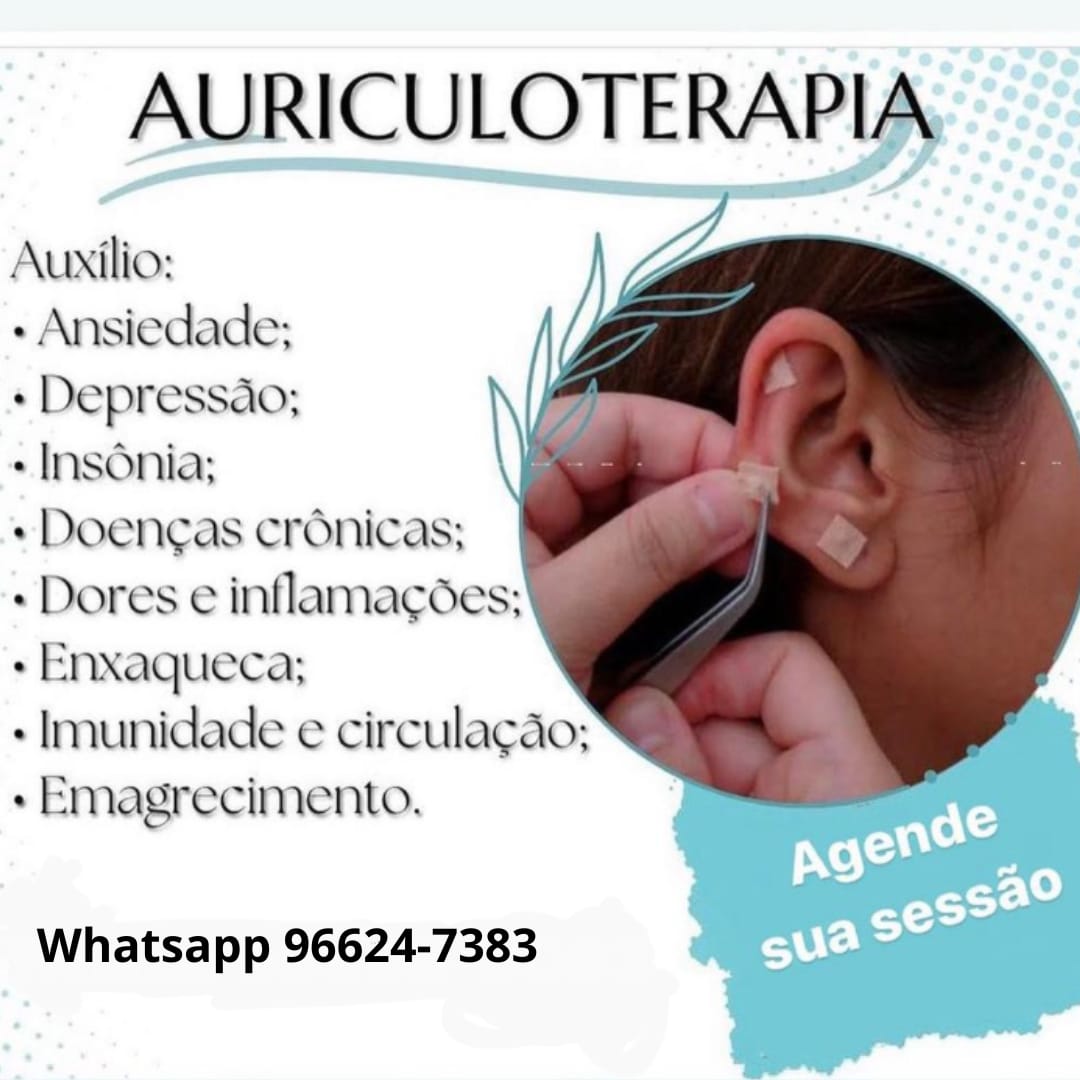 AURICULOTERAPIA
Auxílio:
• Ansiedade;
• Depressão;
• Insônia;
• Doenças crônicas;
• Dores e inflamações;
• Enxaqueca;
• Imunidade e circulação;
• Emagrecimento.
Whatsapp 96624-7383
Agende
sua sessão